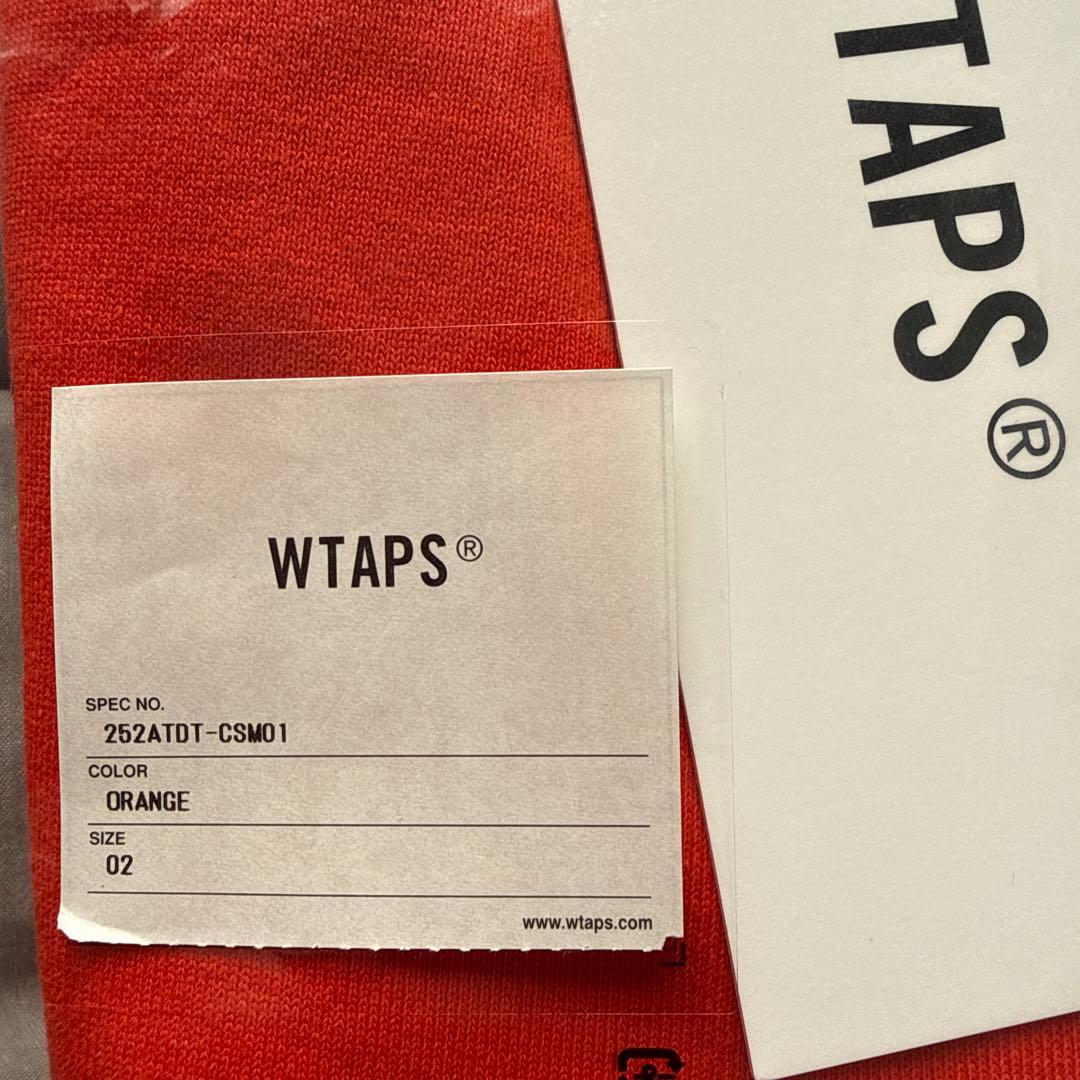 TAPS®
WTAPS®
SPEC NO.
252ATDT-CSM01
COLOR
ORANGE
SIZE
02
www.wtaps.com